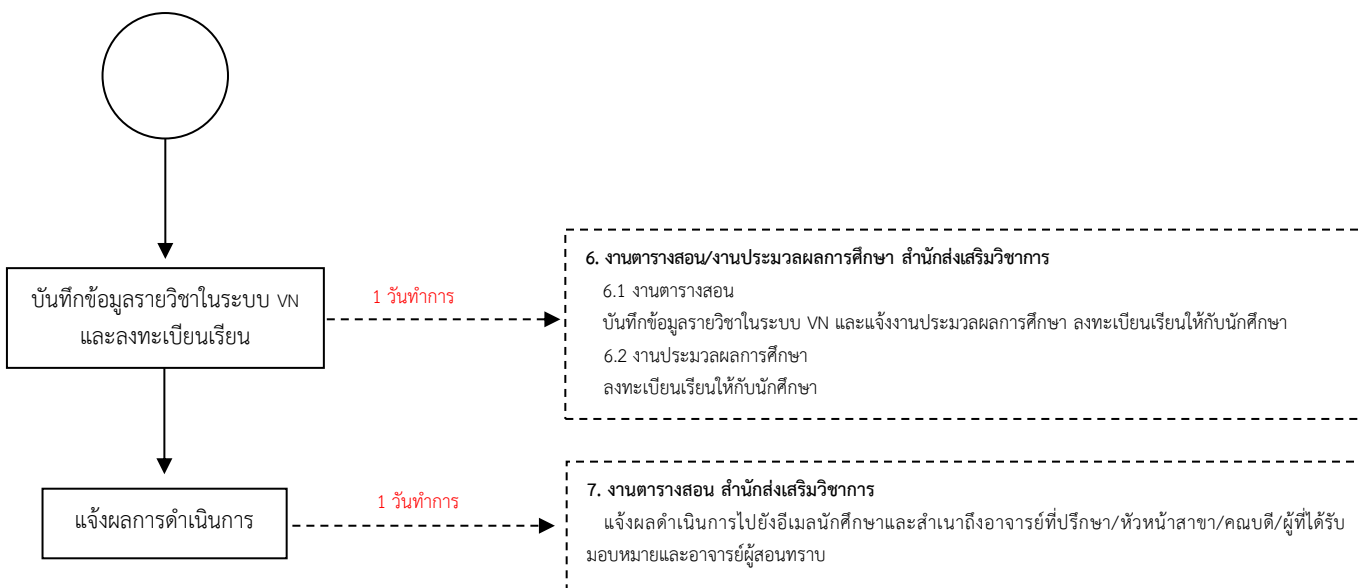 บันทึกข้อมูลรายวิชาในระบบ VN
และลงทะเบียนเรียน
1 วันทำการ
6. งานตารางสอน/งานประมวลผลการศึกษา สำนักส่งเสริมวิชาการ
6.1 งานตารางสอน
บันทึกข้อมูลรายวิชาในระบบ VN และแจ้งงานประมวลผลการศึกษา ลงทะเบียนเรียนให้กับนักศึกษา
6.2 งานประมวลผลการศึกษา
ลงทะเบียนเรียนให้กับนักศึกษา
แจ้งผลการดำเนินการ
1 วันทำการ
7. งานตารางสอน สำนักส่งเสริมวิชาการ
แจ้งผลดำเนินการไปยังอีเมลนักศึกษาและสำเนาถึงอาจารย์ที่ปรึกษา/หัวหน้าสาขา/คณบดี/ผู้ที่ได้รับ
มอบหมายและอาจารย์ผู้สอนทราบ